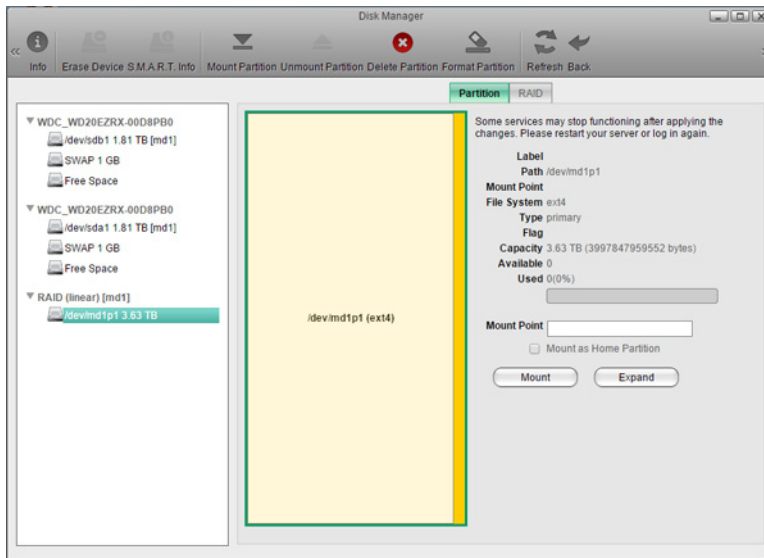 Disk Manager
«
Info Erase Device S.M.A.R.T. Info Mount Partition Unmount Partition Delete Partition Format Partition Refresh Back
Partition RAID
WDC_WD20EZRX-00D8PB0
/dev/sdb1 1.81 TB [md1]
SWAP 1 GB
Free Space
WDC_WD20EZRX-00D8PB0
/dev/sda1 1.81 TB [md1]
SWAP 1 GB
Free Space
RAID (linear) [md1]
/dev/md1p1 3.63 TB
/dev/md1p1 (ext4)
Some services may stop functioning after applying the
changes. Please restart your server or log in again.
Label
Path /dev/md1p1
Mount Point
File System ext4
Type primary
Flag
Capacity 3.63 TB (3997847959552 bytes)
Available 0
Used 0(0%)
Mount Point
Mount as Home Partition
Mount Expand